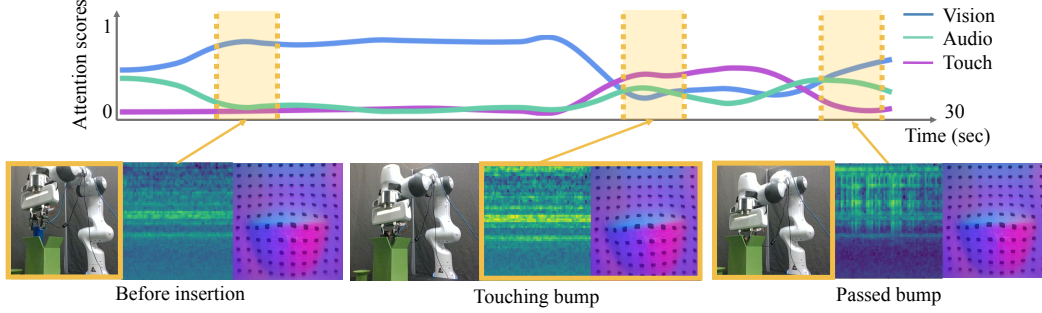 Attention scores
1
0
Vision
Audio
Touch
30
Time (sec)
Before insertion
Touching bump
Passed bump